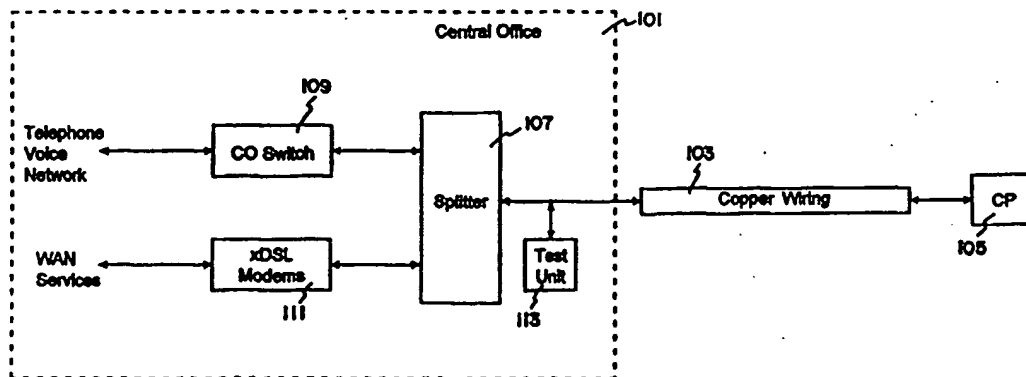 101
Central Office
109
107
Telephone
Voice
Network
CO Switch
103
Splitter
Copper Wiring
CP
105
WAN
Services
xDSL
Modems
111
Test
Unit
113